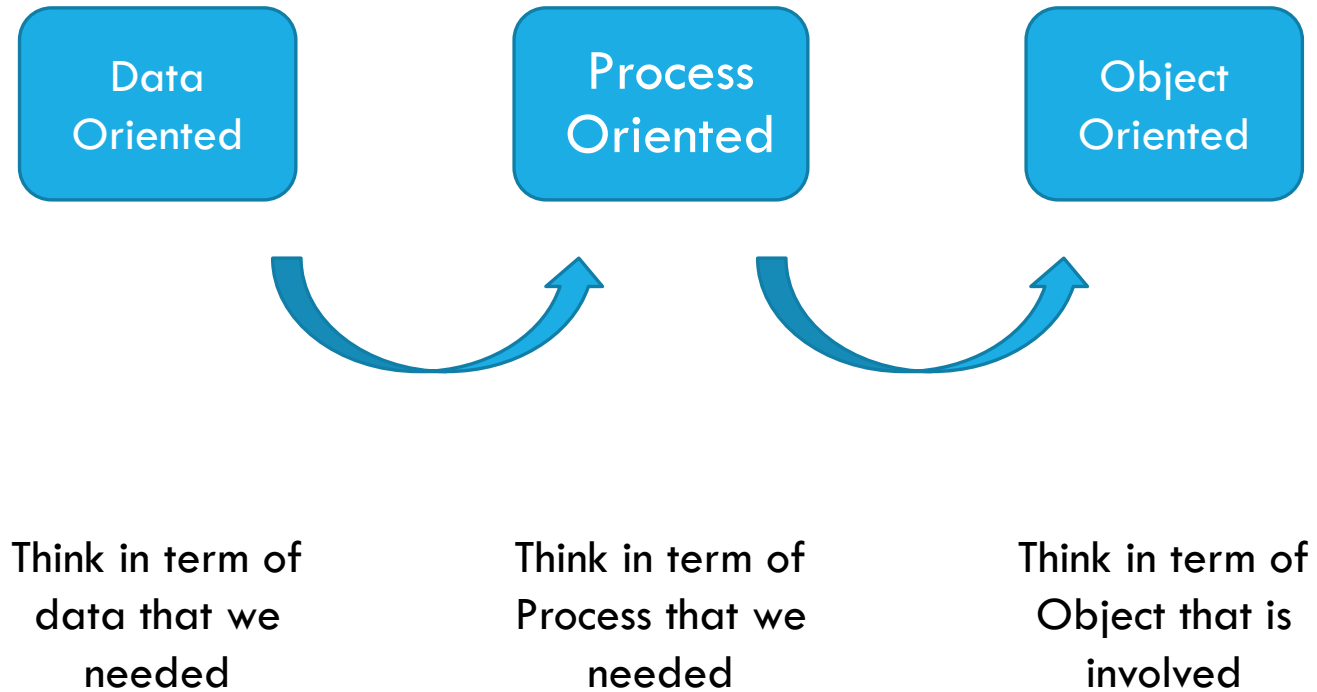 Data
Oriented
Process
Oriented
Object
Oriented
Think in term of
data that we
needed
Think in term of
Process that we
needed
Think in term of
Object that is
involved